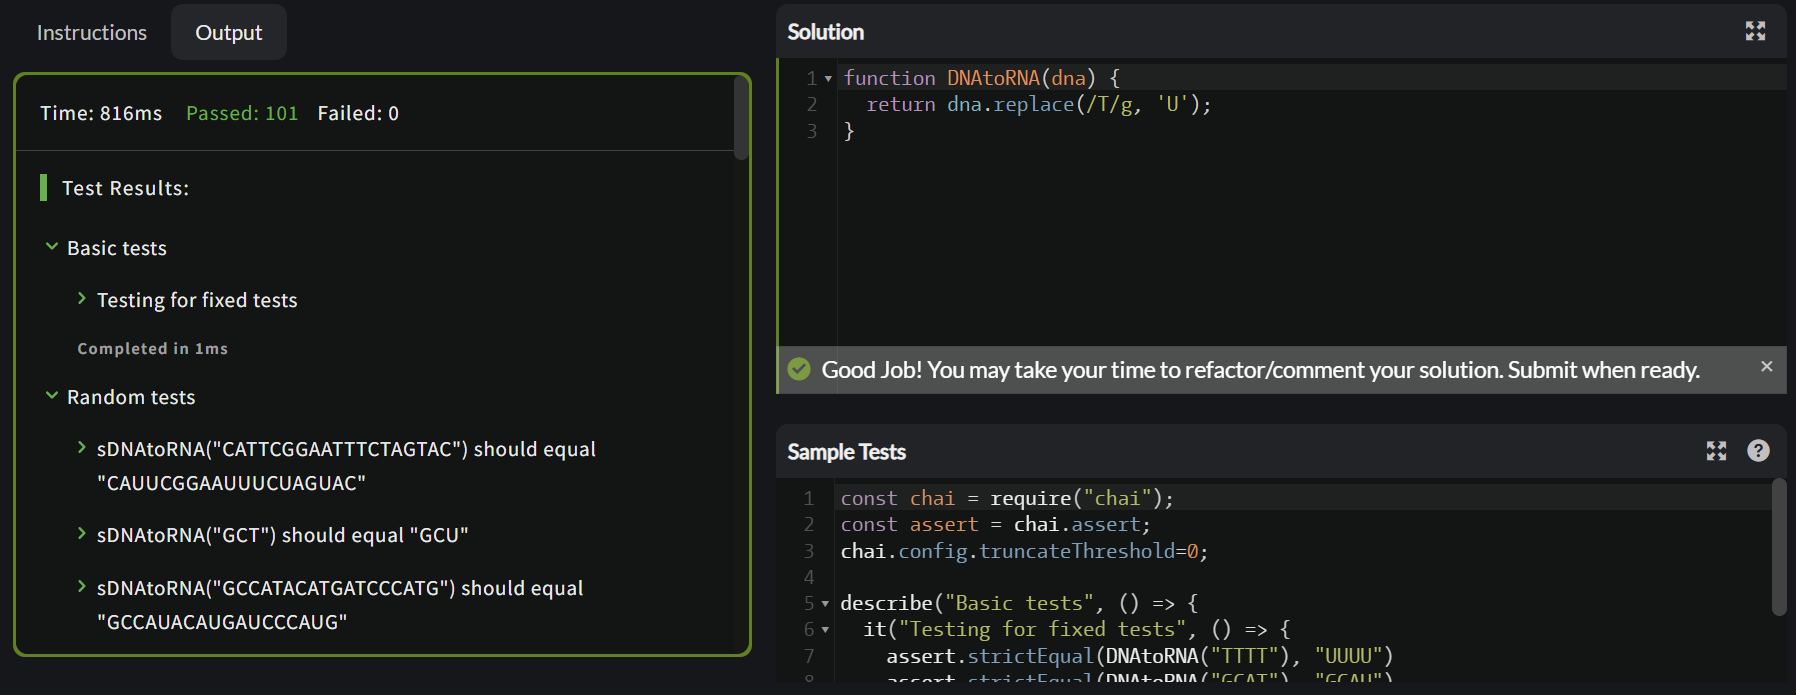 Instructions
Output
Time: 816ms Passed: 101 Failed: 0
Test Results:
Basic tests
Testing for fixed tests
Completed in 1ms
Random tests
sDNAtoRNA("CATTCGGAATTTCTAGTAC") should equal
"CAUUCGGAAUUUCUAGUAC"
sDNAtoRNA("GCT") should equal "GCU"
sDNAtoRNA("GCCATACATGATCCCATG") should equal
"GCCAUACAUGAUCCCAUG"
Solution
1 function DNAtoRNA(dna) {
2 return dna.replace(/T/g, 'U');
3 }
Good Job! You may take your time to refactor/comment your solution. Submit when ready.
Sample Tests
1 const chai = require("chai");
2 const assert = chai.assert;
3 chai.config.truncateThreshold=0;
4
5 describe("Basic tests", () => {
6 it("Testing for fixed tests", () => {
7 assert.strictEqual(DNAtoRNA("TTTT"), "UUUU")
8 assert.strictEqual(DNAtoRNA("GCAT"), "GCAU")